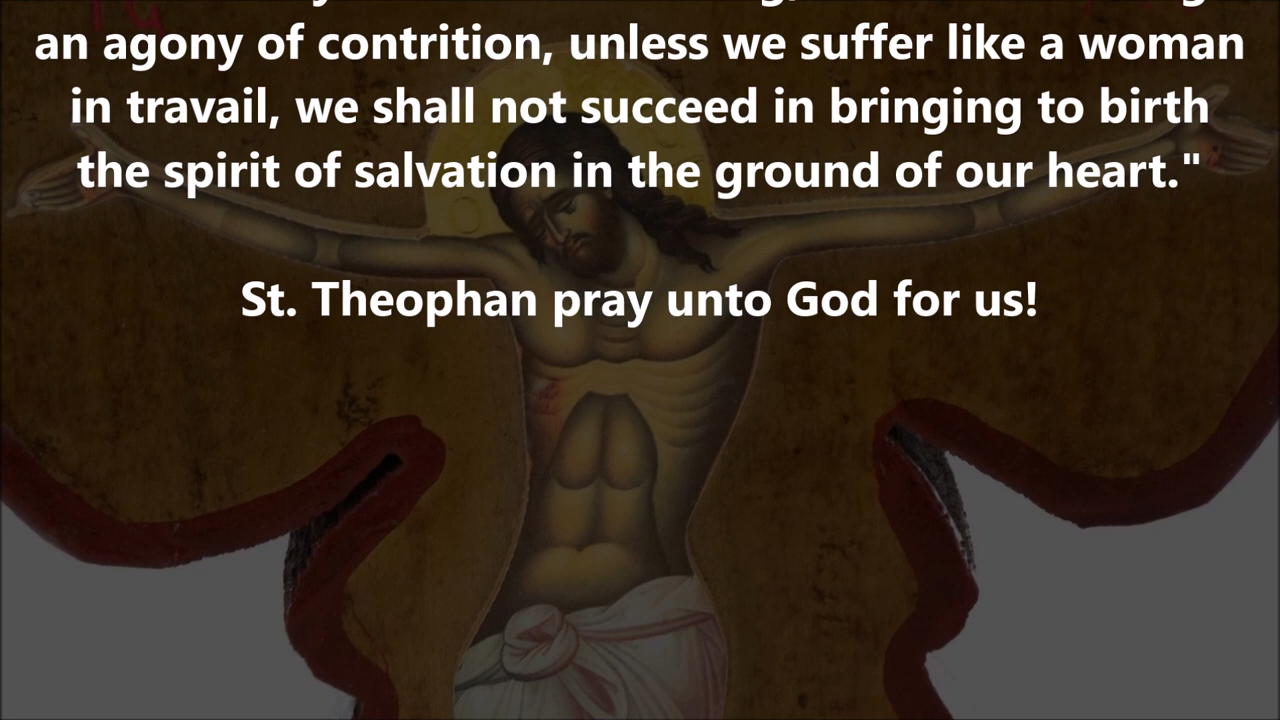 an agony of contrition, unless we suffer like a woman
in travail, we shall not succeed in bringing to birth
the spirit of salvation in the ground of our heart."
St. Theophan pray unto God for us!